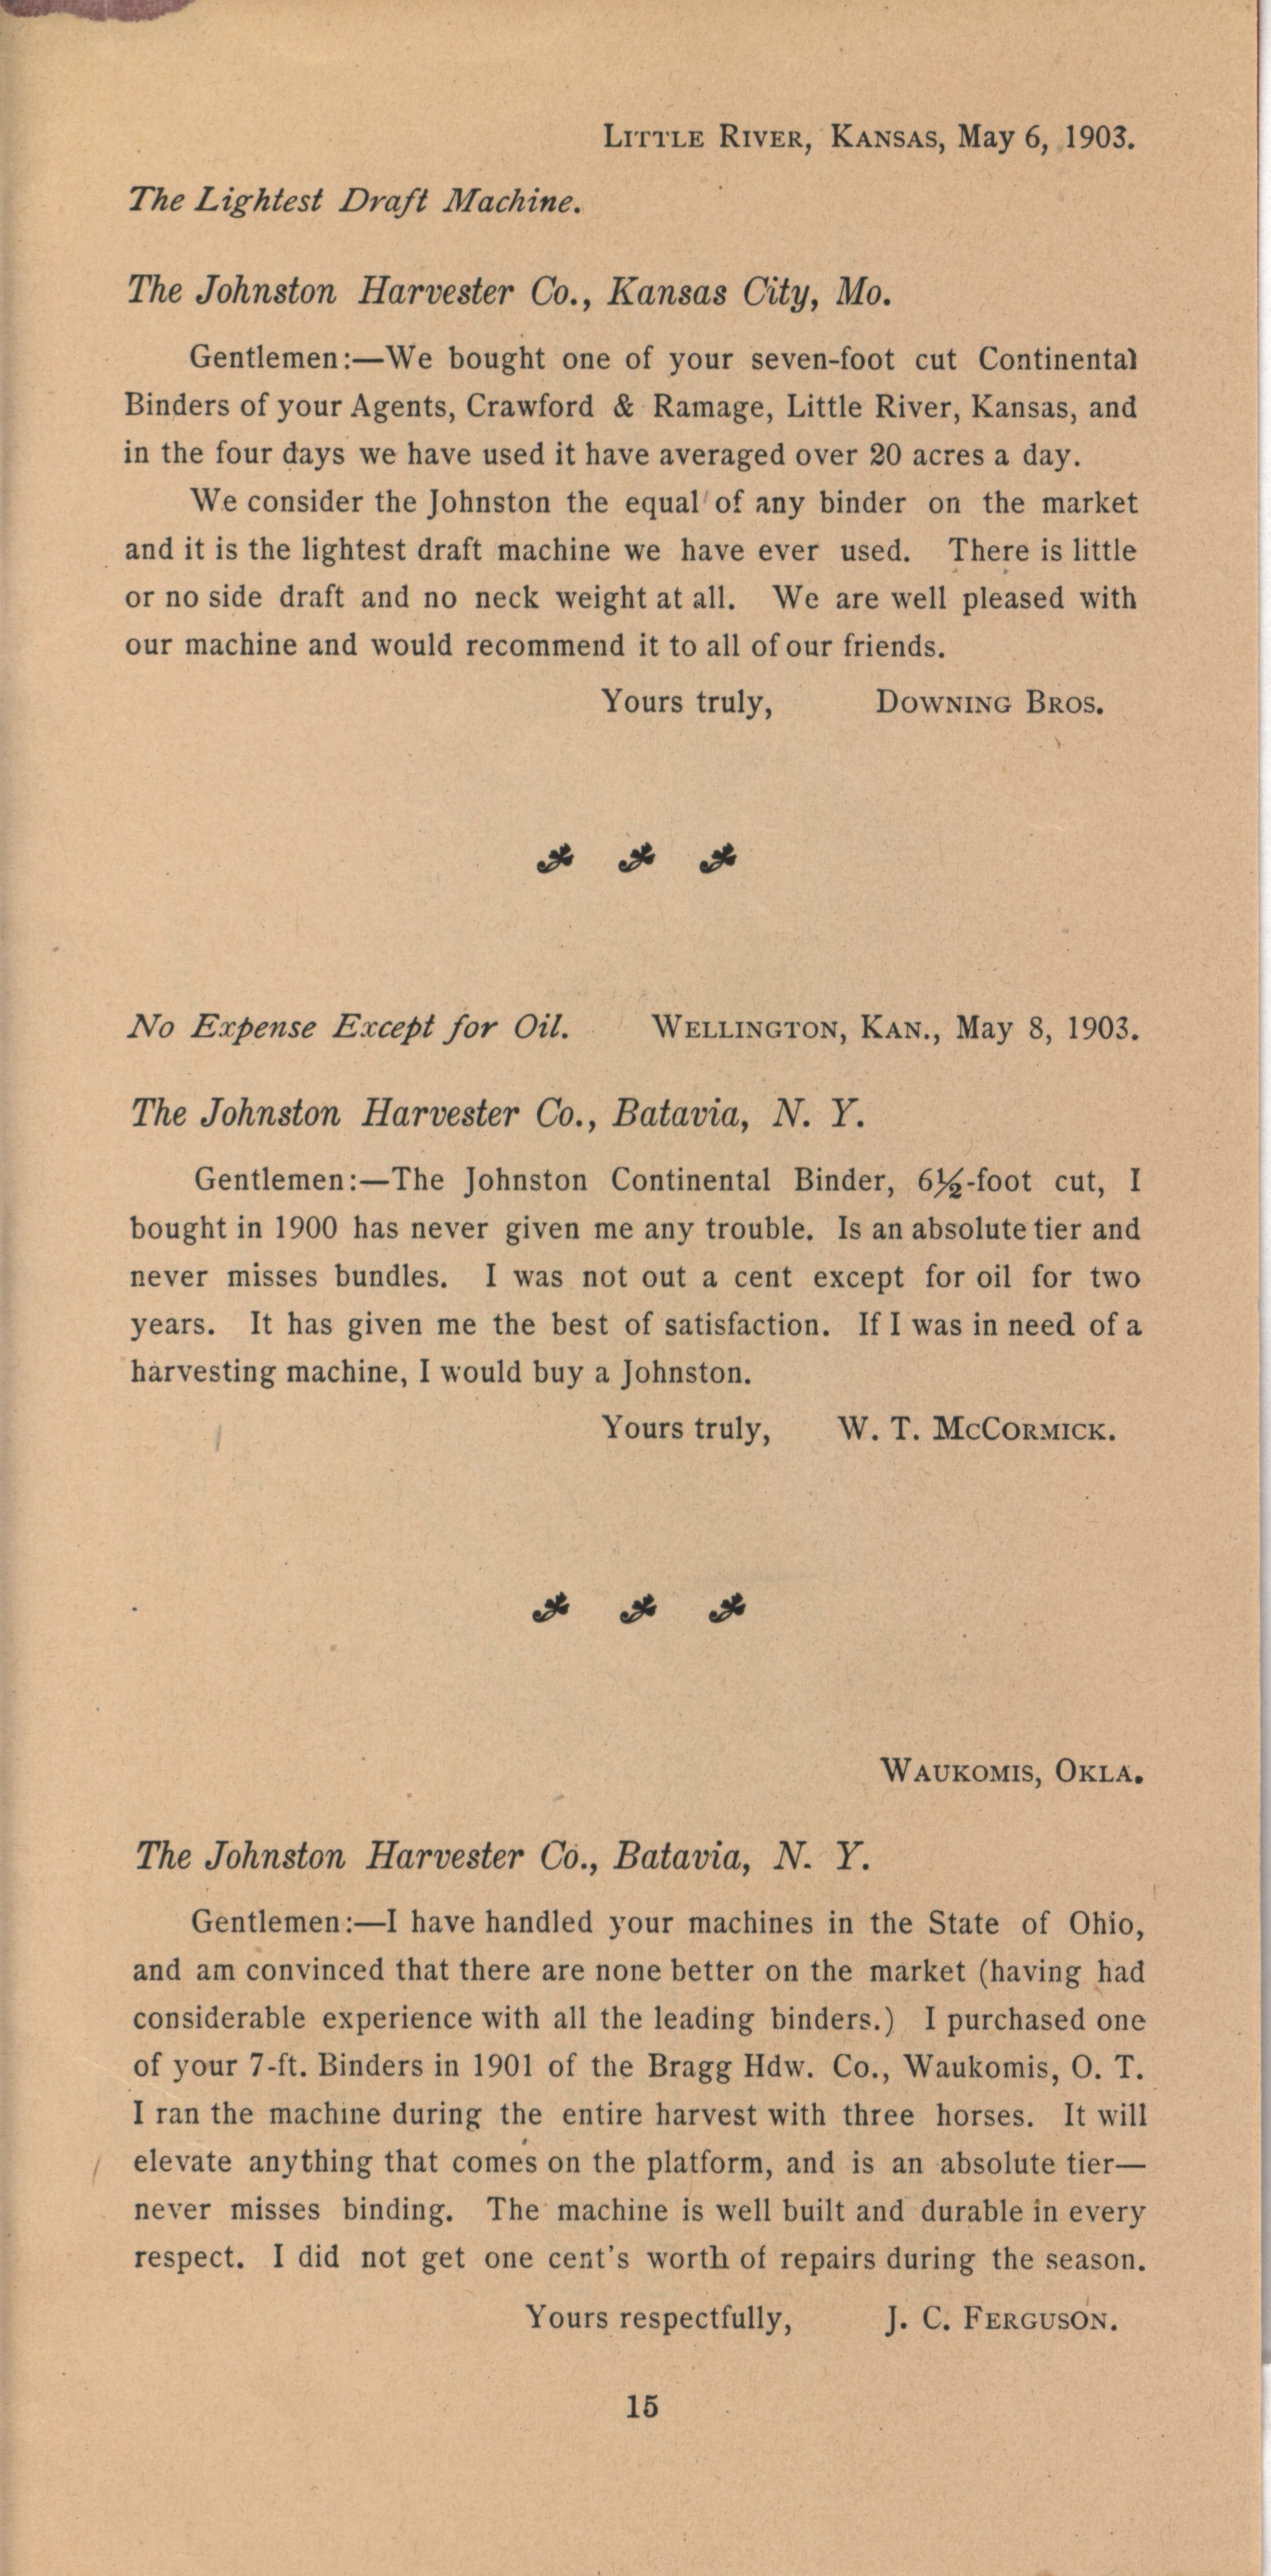 LITTLE RIVER, KANSAS, May 6, 1903.
The Lightest Draft Machine.
The Johnston Harvester Co., Kansas City, Mo.
Gentlemen:—We bought one of your seven-foot cut Continental
Binders of your Agents, Crawford & Ramage, Little River, Kansas, and
in the four days we have used it have averaged over 20 acres a day.
We consider the Johnston the equal of any binder on the market
and it is the lightest draft machine we have ever used. There is little
or no side draft and no neck weight at all. We are well pleased with
our machine and would recommend it to all of our friends.
Yours truly, DOWNING BROS.
No Expense Except for Oil. WELLINGTON, KAN., May 8, 1903.
The Johnston Harvester Co., Batavia, N. Y.
Gentlemen:—The Johnston Continental Binder, 6½-foot cut, I
bought in 1900 has never given me any trouble. Is an absolute tier and
never misses bundles. I was not out a cent except for oil for two
years. It has given me the best of satisfaction. If I was in need of a
harvesting machine, I would buy a Johnston.
Yours truly, W. T. MCCORMICK.
WAUKOMIS, OKLA.
The Johnston Harvester Co., Batavia, N. Y.
Gentlemen:—I have handled your machines in the State of Ohio,
and am convinced that there are none better on the market (having had
considerable experience with all the leading binders.) I purchased one
of your 7-ft. Binders in 1901 of the Bragg Hdw. Co., Waukomis, O. T.
I ran the machine during the entire harvest with three horses. It will
elevate anything that comes on the platform, and is an absolute tier—
never misses binding. The machine is well built and durable in every
respect. I did not get one cent's worth of repairs during the season.
Yours respectfully, J. C. FERGUSON.
15